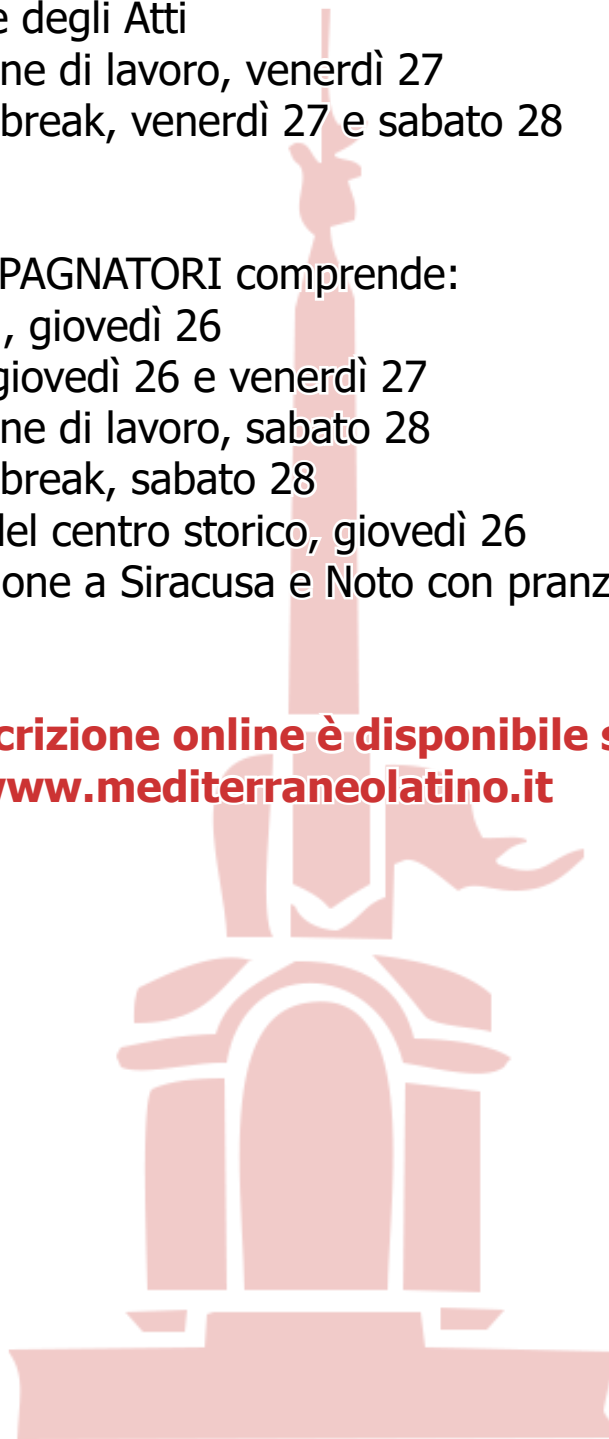 e degli Atti
ne di lavoro, venerdì 27
break, venerdì 27 e sabato 28
PAGNATORI comprende:
, giovedì 26
giovedì 26 e venerdì 27
ne di lavoro, sabato 28
break, sabato 28
del centro storico, giovedì 26
one a Siracusa e Noto con pranz
crizione online è disponibile s
www.mediterraneolatino.it